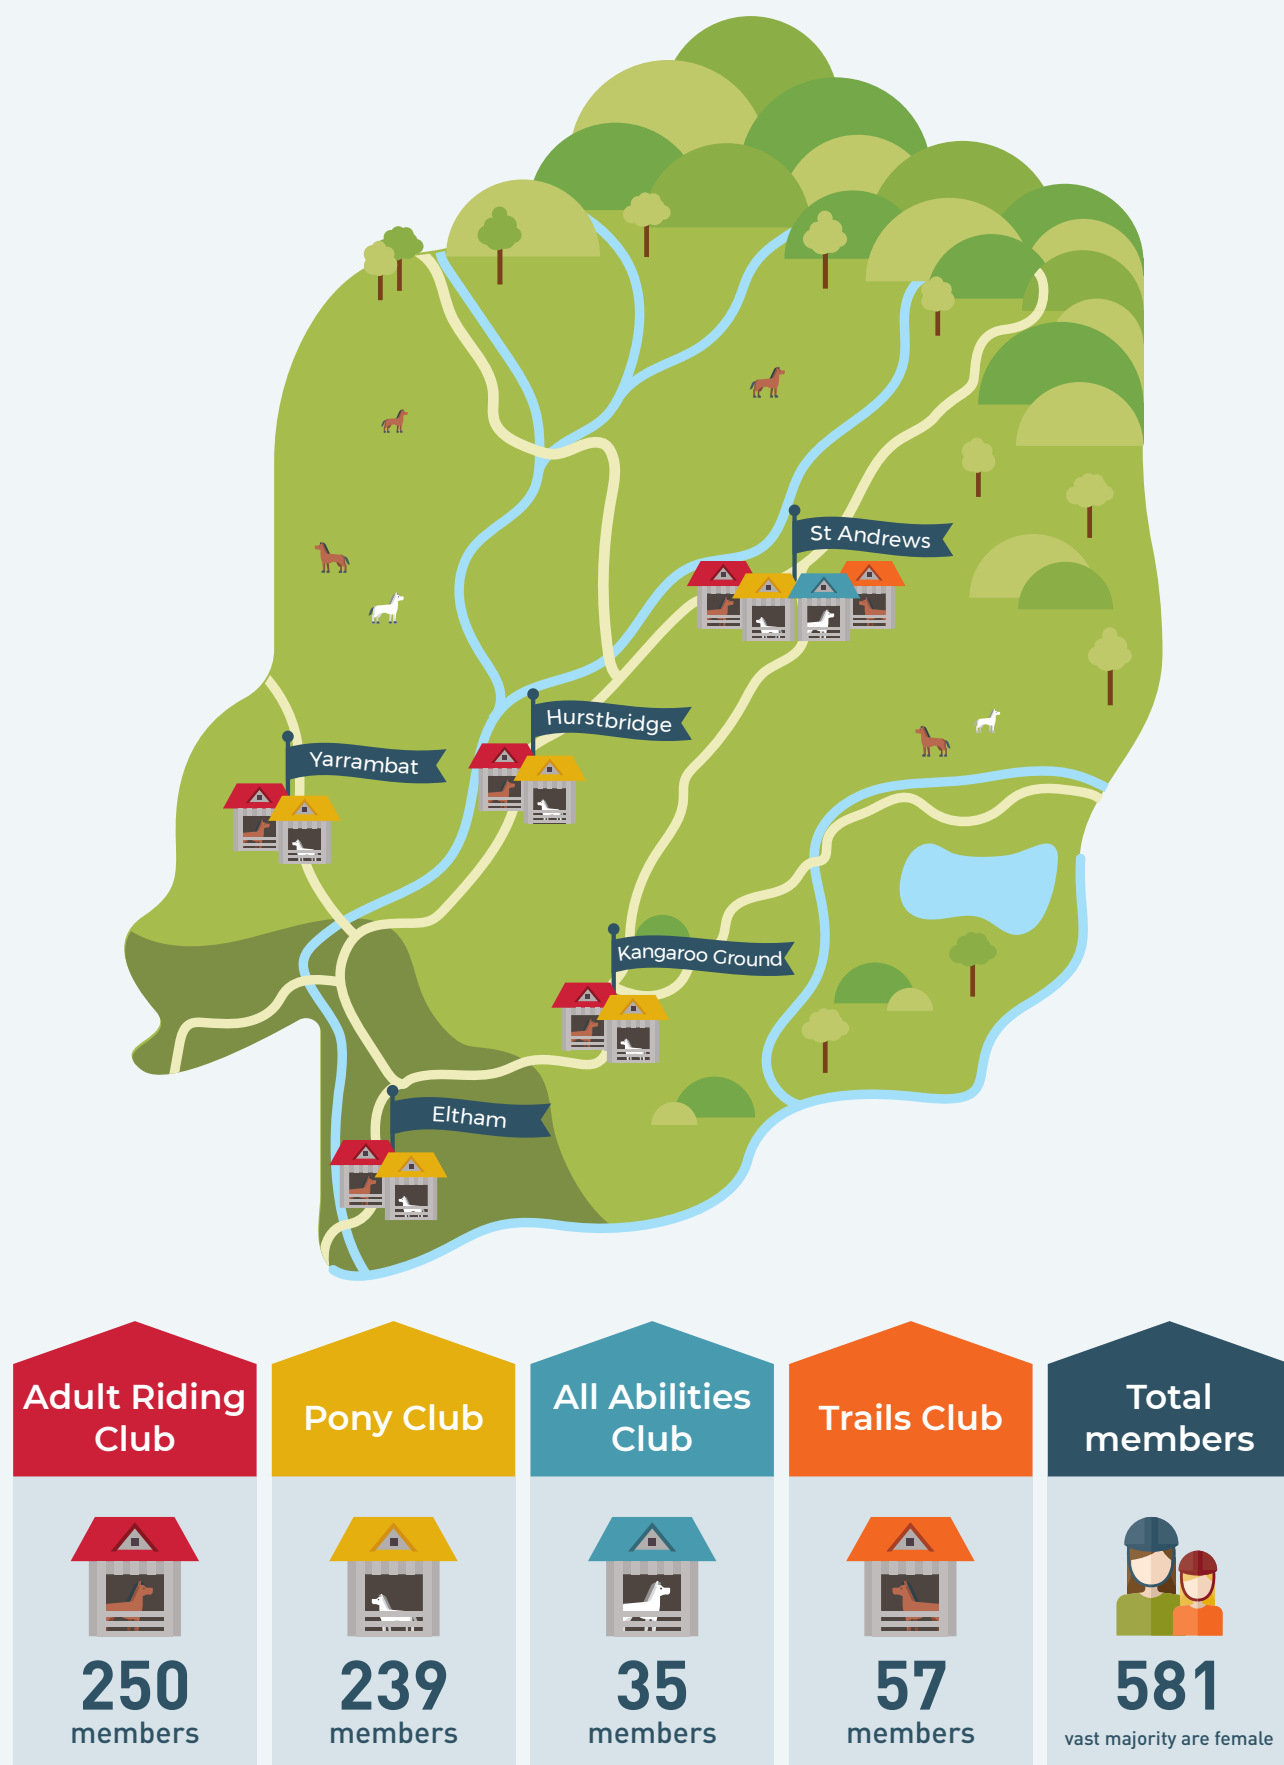 St Andrews
Hurstbridge
Yarrambat
Kangaroo Ground
Eltham
Adult Riding
Club
250
members
Pony Club
239
members
All Abilities
Club
35
members
Trails Club
57
members
Total
members
581
vast majority are female